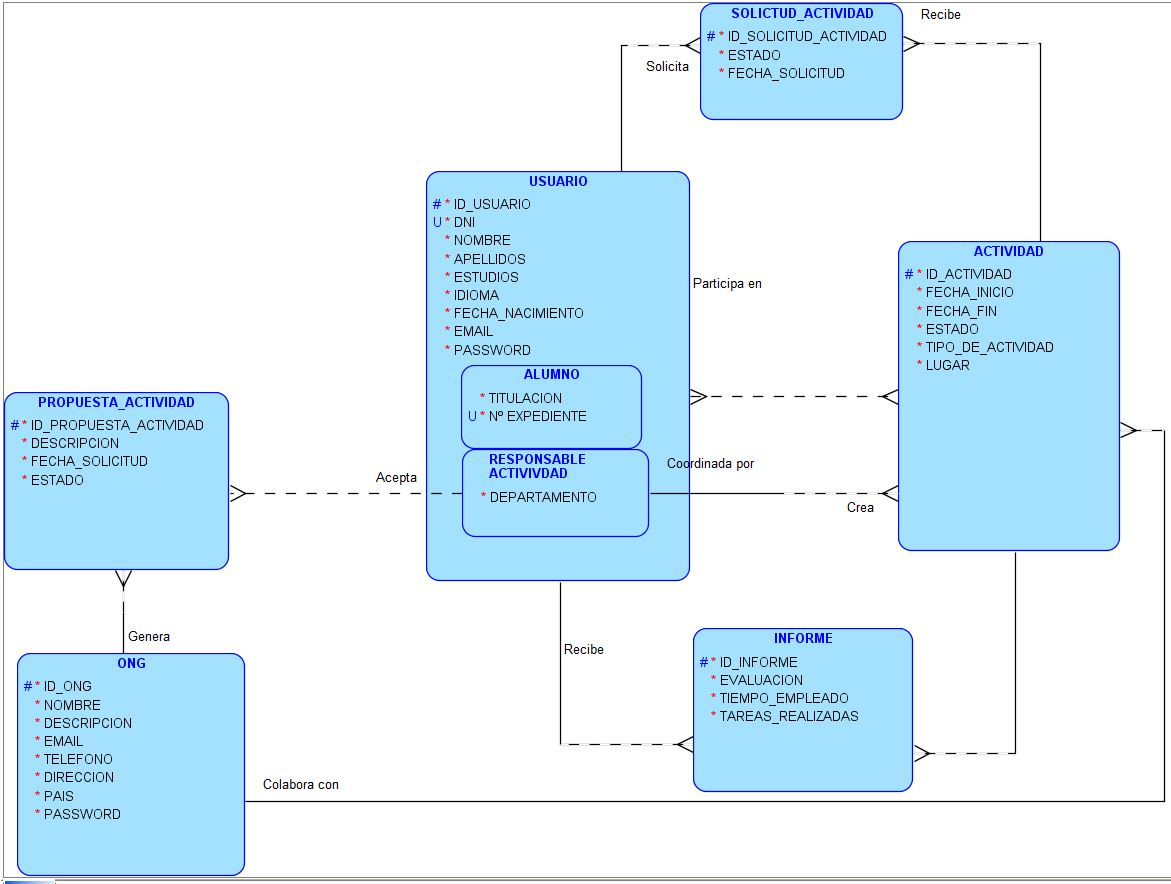 SOLICTUD_ACTIVIDAD
# * ID_SOLICITUD_ACTIVIDAD
* ESTADO
* FECHA_SOLICITUD
Recibe
Solicita
USUARIO
# * ID_USUARIO
U * DNI
* NOMBRE
* APELLIDOS
* ESTUDIOS
* IDIOMA
* FECHA_NACIMIENTO
* EMAIL
* PASSWORD
ALUMNO
* TITULACION
U * Nº EXPEDIENTE
RESPONSABLE
ACTIVIVDAD
* DEPARTAMENTO
Participa en
ACTIVIDAD
# * ID_ACTIVIDAD
* FECHA_INICIO
* FECHA_FIN
* ESTADO
* TIPO_DE_ACTIVIDAD
* LUGAR
PROPUESTA_ACTIVIDAD
# * ID_PROPUESTA_ACTIVIDAD
* DESCRIPCION
* FECHA_SOLICITUD
* ESTADO
Acepta
Coordinada por
Crea
Genera
Recibe
ONG
# * ID_ONG
* NOMBRE
* DESCRIPCION
* EMAIL
* TELEFONO
* DIRECCION
* PAIS
* PASSWORD
INFORME
# * ID_INFORME
* EVALUACION
* TIEMPO_EMPLEADO
* TAREAS_REALIZADAS
Colabora con